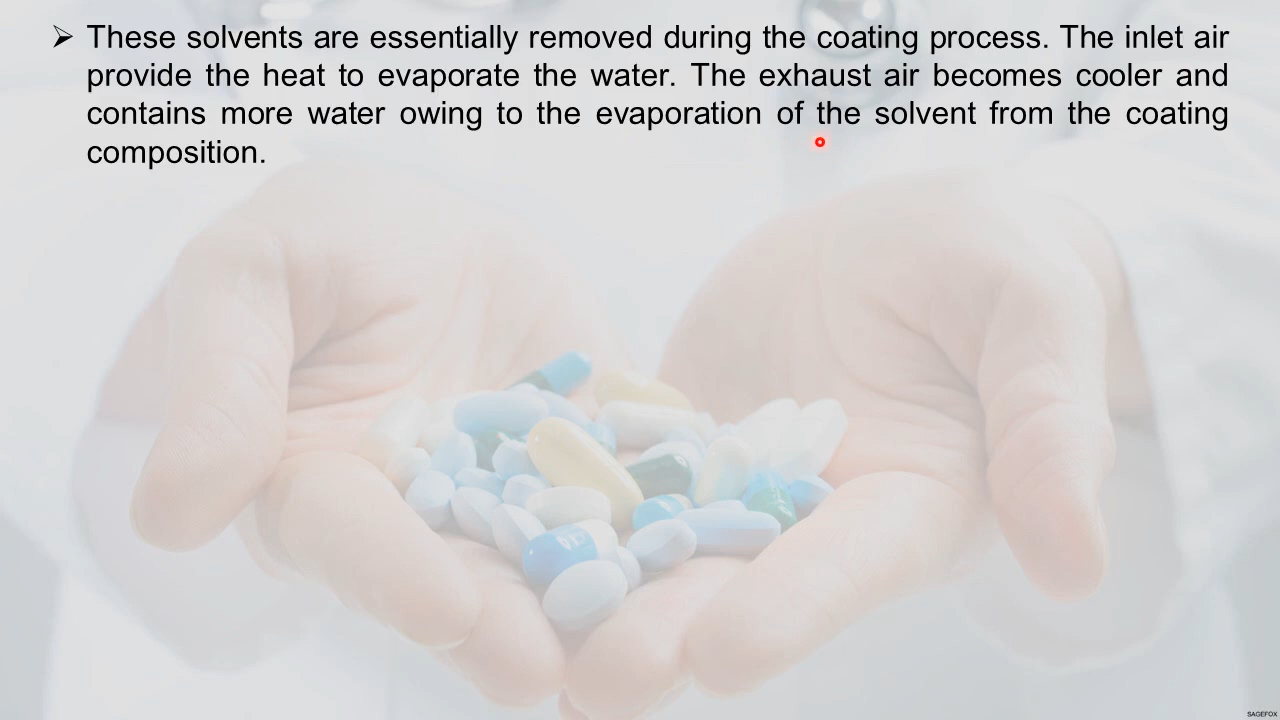 ➢ These solvents are essentially removed during the coating process. The inlet air
provide the heat to evaporate the water. The exhaust air becomes cooler and
contains more water owing to the evaporation of the solvent from the coating
composition.
SAGEFOX